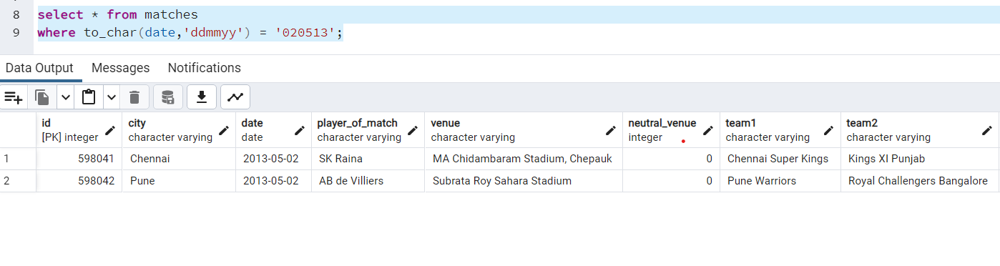 8 select * from matches
9 where to_char(date,'ddmmyy') = '020513';
Data Output Messages Notifications
id city date player_of_match venue neutral_venue team1 team2
[PK] integer character varying date character varying character varying integer character varying character varying
1 598041 Chennai 2013-05-02 SK Raina MA Chidambaram Stadium, Chepauk 0 Chennai Super Kings Kings XI Punjab
2 598042 Pune 2013-05-02 AB de Villiers Subrata Roy Sahara Stadium 0 Pune Warriors Royal Challengers Bangalore